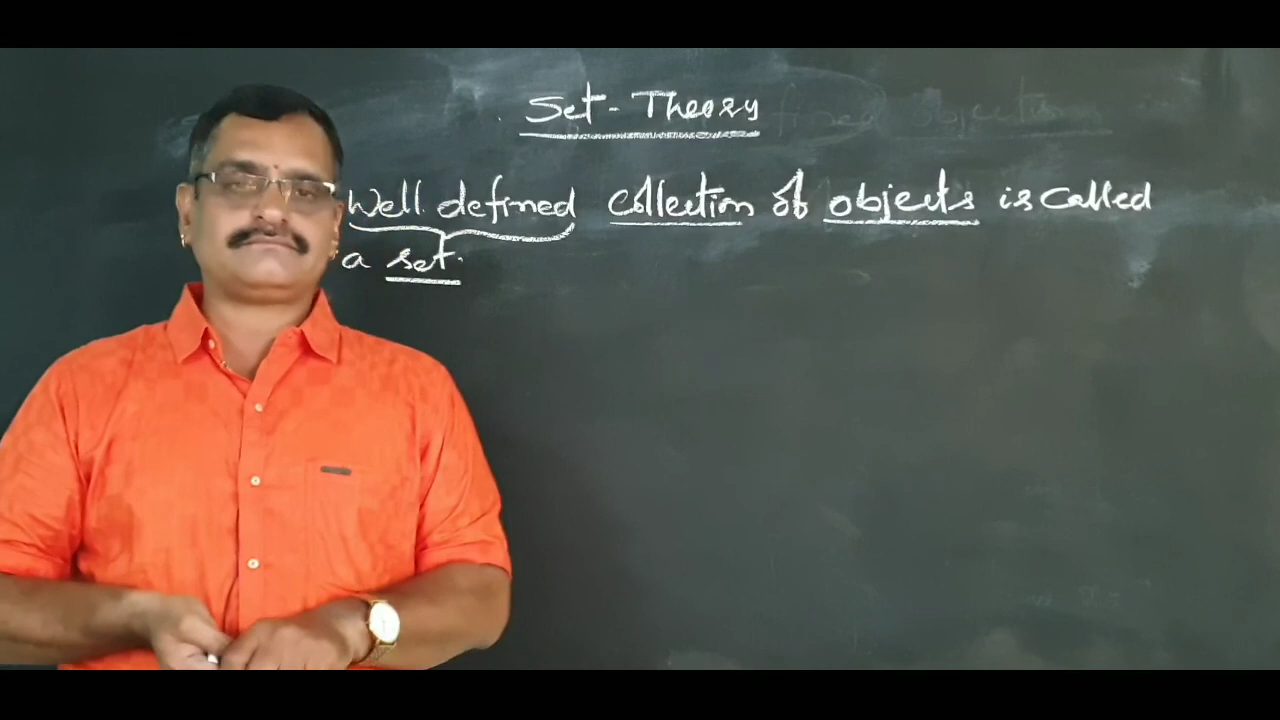 Set-Theory
Well defined collection of objects is called
a set.